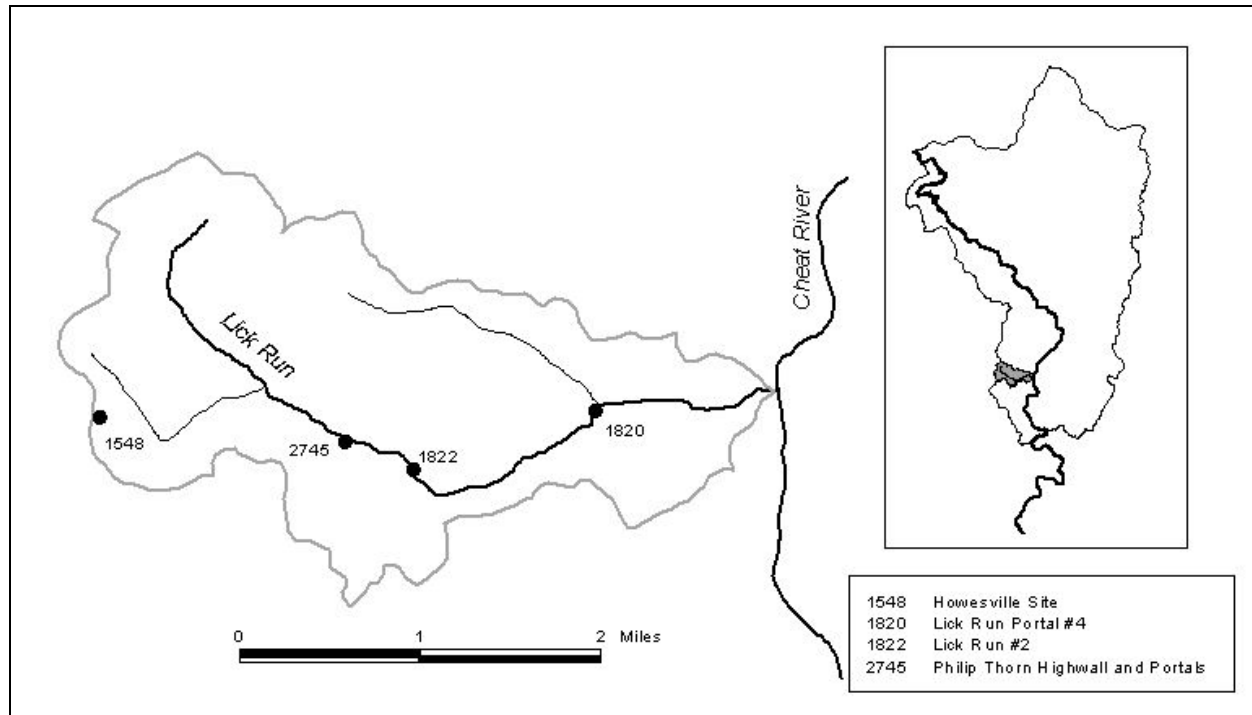 Cheat River
Lick Run
1548
2745
1822
1820
0 1 2 Miles
1548 Howesville Site
1820 Lick Run Portal #4
1822 Lick Run #2
2745 Philip Thorn Highwall and Portals